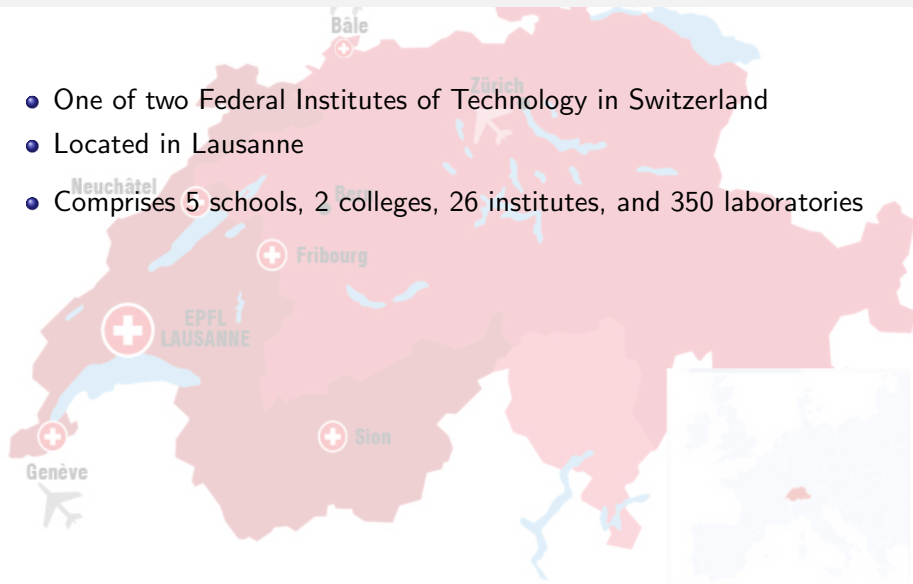 Bâle
Zürich
One of two Federal Institutes of Technology in Switzerland
Located in Lausanne
Neuchâtel
Bern
Comprises 5 schools, 2 colleges, 26 institutes, and 350 laboratories
Fribourg
EPFL
LAUSANNE
Sion
Genève